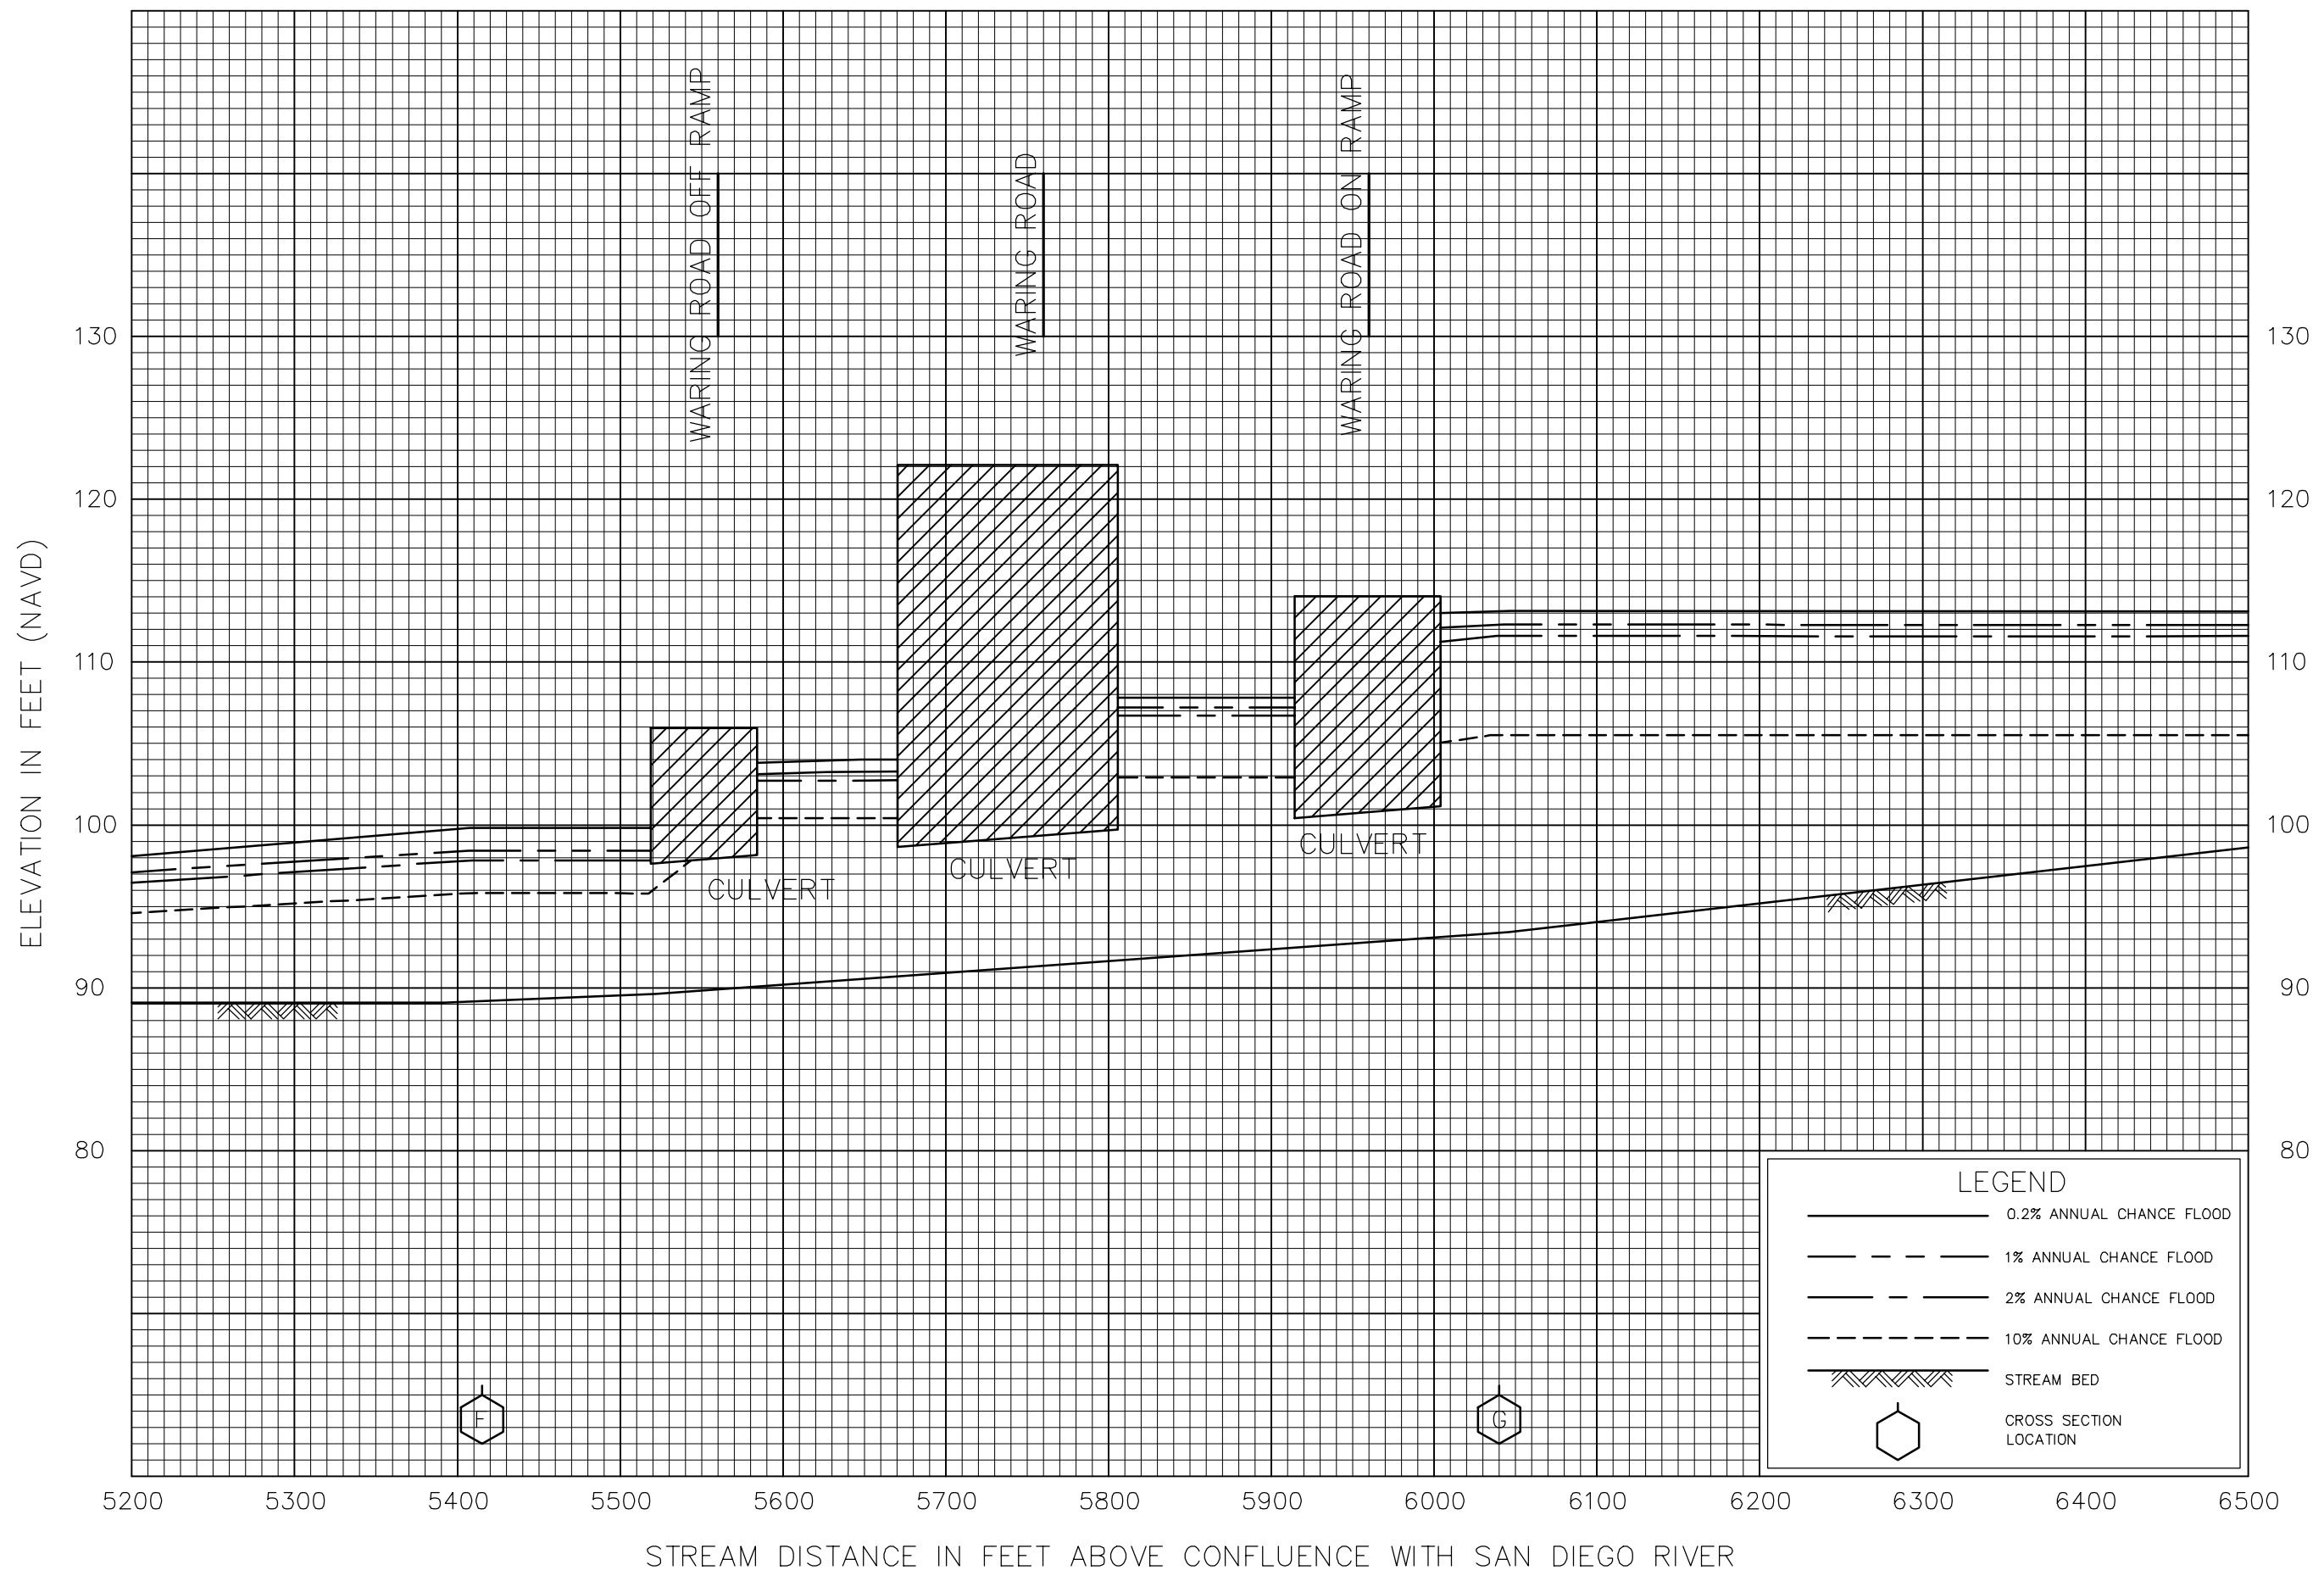 WARING ROAD OFF RAMP
WARING ROAD
WARING ROAD ON RAMP
ELEVATION IN FEET (NAVD)
130
120
110
100
90
80
130
120
110
100
90
80
CULVERT
CULVERT
CULVERT
LEGEND
0.2% ANNUAL CHANCE FLOOD
1% ANNUAL CHANCE FLOOD
2% ANNUAL CHANCE FLOOD
10% ANNUAL CHANCE FLOOD
STREAM BED
CROSS SECTION
LOCATION
F
G
5200 5300 5400 5500 5600 5700 5800 5900 6000 6100 6200 6300 6400 6500
STREAM DISTANCE IN FEET ABOVE CONFLUENCE WITH SAN DIEGO RIVER